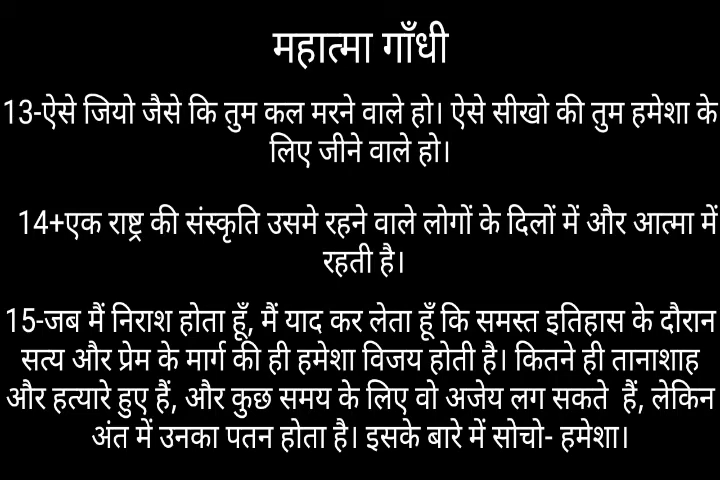 महात्मा गाँधी
13-ऐसे जियो जैसे कि तुम कल मरने वाले हो। ऐसे सीखो की तुम हमेशा के
लिए जीने वाले हो।
14+एक राष्ट्र की संस्कृति उसमे रहने वाले लोगों के दिलों में और आत्मा में
रहती है।
15-जब मैं निराश होता हूँ, मैं याद कर लेता हूँ कि समस्त इतिहास के दौरान
सत्य और प्रेम के मार्ग की ही हमेशा विजय होती है। कितने ही तानाशाह
और हत्यारे हुए हैं, और कुछ समय के लिए वो अजेय लग सकते हैं, लेकिन
अंत में उनका पतन होता है। इसके बारे में सोचो- हमेशा।